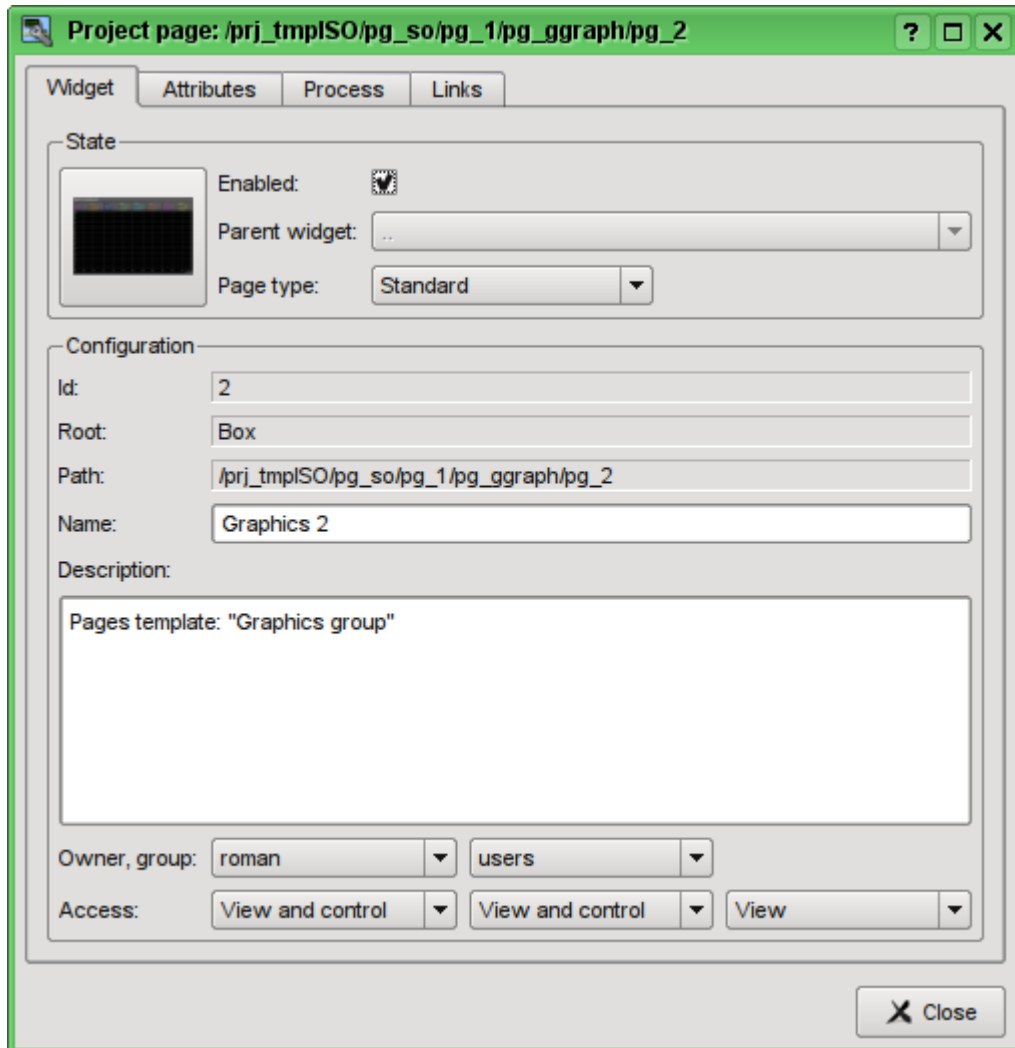 Project page: /prj_tmplSO/pg_so/pg_1/pg_ggraph/pg_2
Widget Attributes Process Links
State
Enabled:
Parent widget: ..
Page type: Standard
Configuration
Id: 2
Root: Box
Path: /prj_tmplSO/pg_so/pg_1/pg_ggraph/pg_2
Name: Graphics 2
Description:
Pages template: "Graphics group"
Owner, group: roman users
Access: View and control View and control View
Close